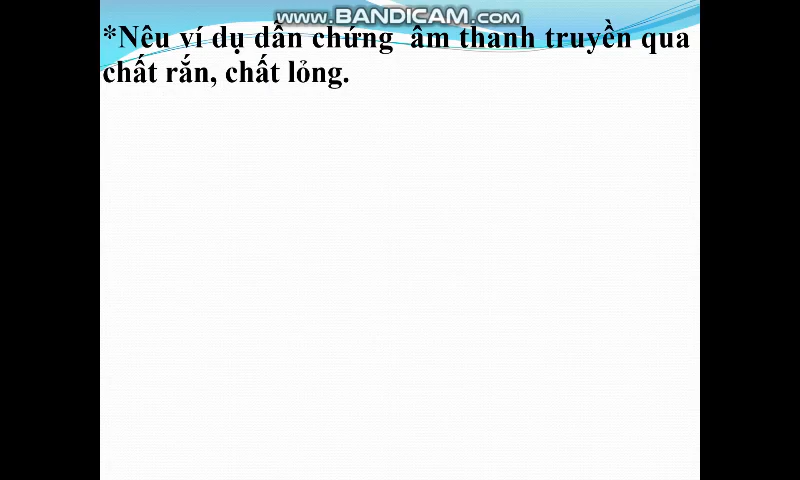 www.BANDICAM.com
*Nêu ví dụ dẫn chứng âm thanh truyền qua
chất rắn, chất lỏng.